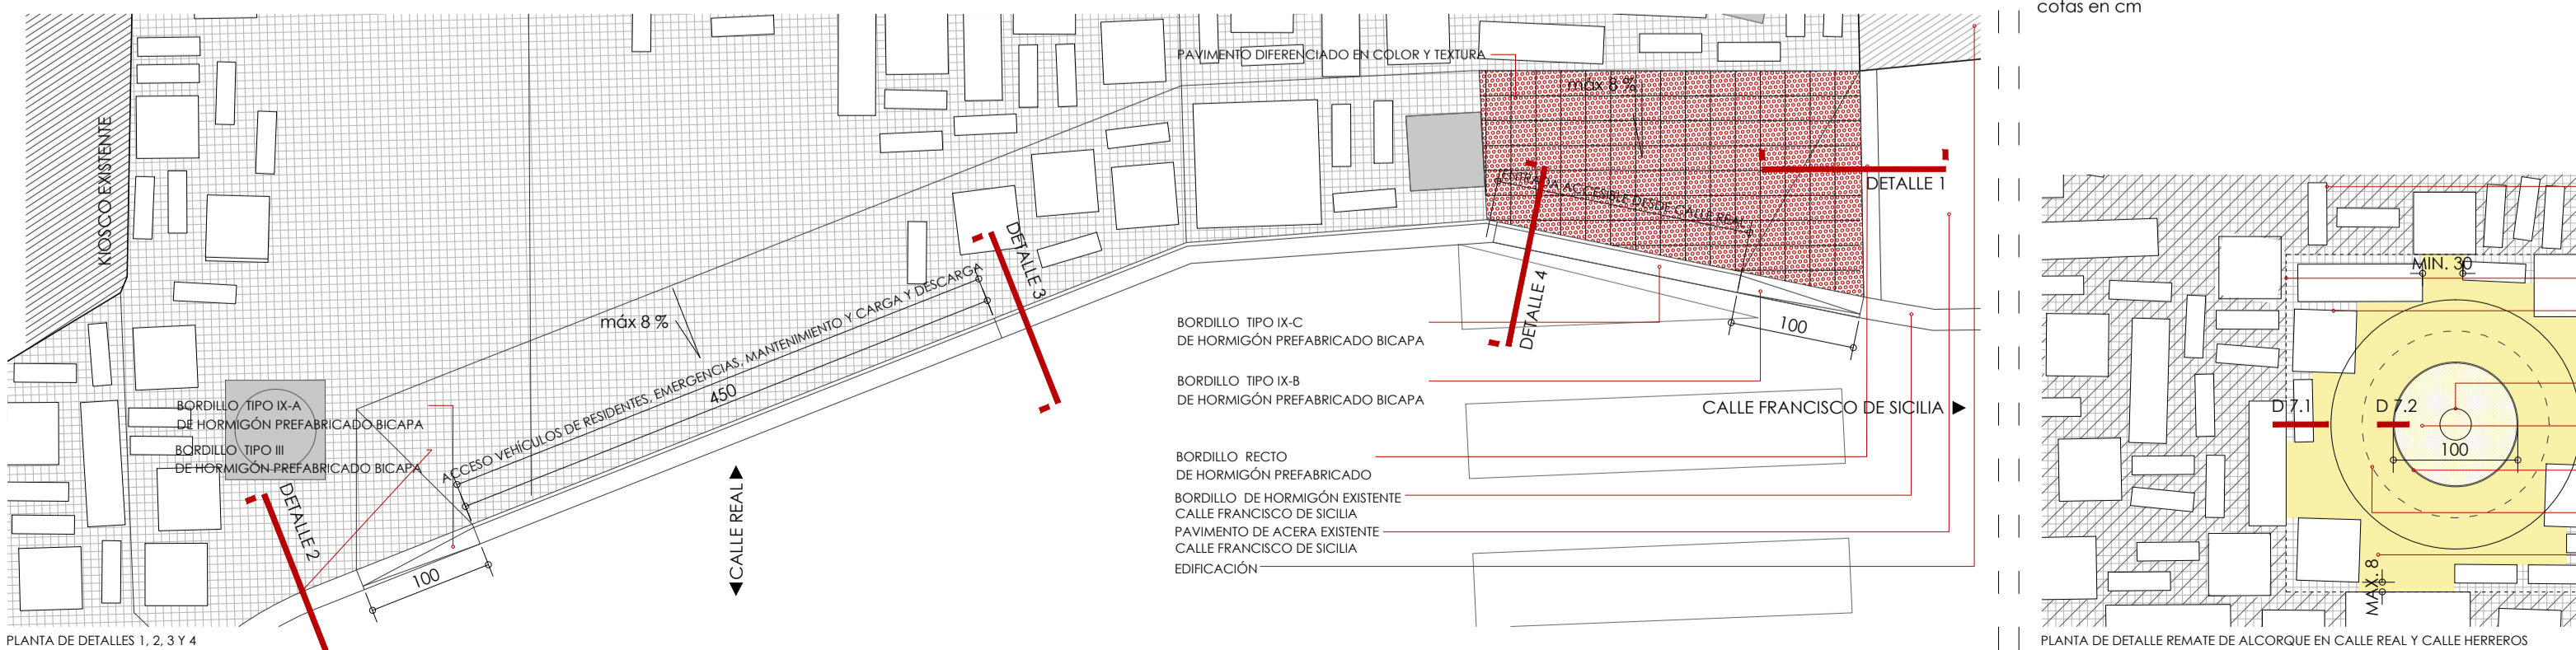 cotas en cm
PAVIMENTO DIFERENCIADO EN COLOR Y TEXTURA
máx 8 %
KIOSCO EXISTENTE
ENTRADA ACCESIBLE DESDE CALLE REAL
DETALLE 1
DETALLE 3
DETALLE 4
ACCESO VEHÍCULOS DE RESIDENTES, EMERGENCIAS, MANTENIMIENTO Y CARGA Y DESCARGA
máx 8 %
450
100
BORDILLO TIPO IX-C
DE HORMIGÓN PREFABRICADO BICAPA
BORDILLO TIPO IX-B
DE HORMIGÓN PREFABRICADO BICAPA
CALLE FRANCISCO DE SICILIA ►
BORDILLO TIPO IX-A
DE HORMIGÓN PREFABRICADO BICAPA
BORDILLO TIPO III
DE HORMIGÓN PREFABRICADO BICAPA
DETALLE 2
100
◄CALLE REAL►
BORDILLO RECTO
DE HORMIGÓN PREFABRICADO
BORDILLO DE HORMIGÓN EXISTENTE
CALLE FRANCISCO DE SICILIA
PAVIMENTO DE ACERA EXISTENTE
CALLE FRANCISCO DE SICILIA
EDIFICACIÓN
PLANTA DE DETALLES 1, 2, 3 Y 4
MIN. 30
D 7.1
D 7.2
100
MAX. 8
PLANTA DE DETALLE REMATE DE ALCORQUE EN CALLE REAL Y CALLE HERREROS